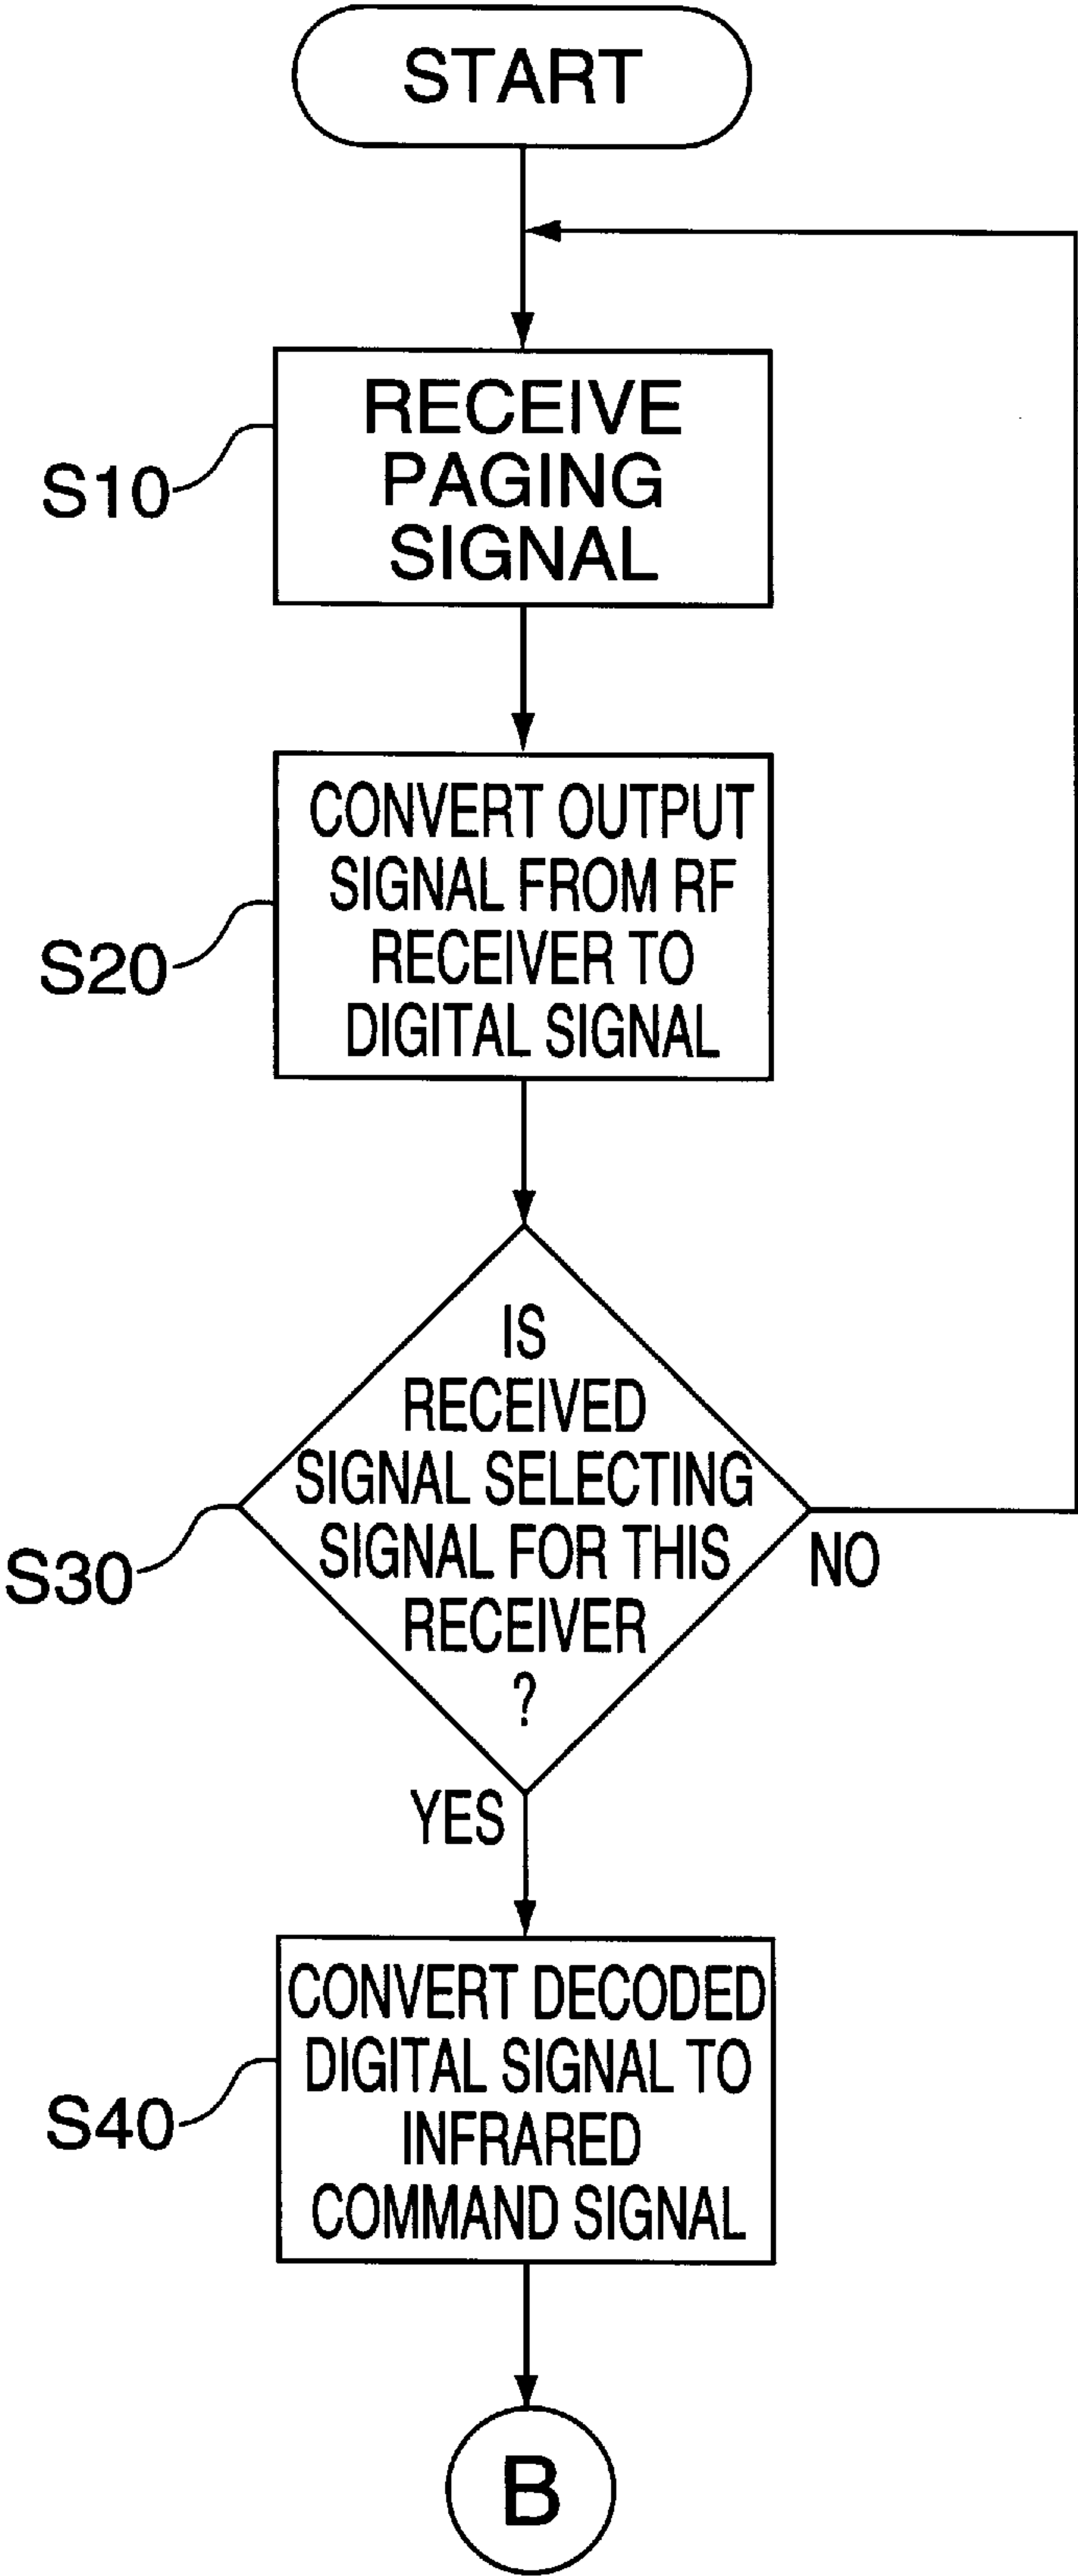 START
RECEIVE
PAGING
SIGNAL
S10
CONVERT OUTPUT
SIGNAL FROM RF
RECEIVER TO
DIGITAL SIGNAL
S20
IS
RECEIVED
SIGNAL SELECTING
SIGNAL FOR THIS
RECEIVER
?
S30
NO
YES
CONVERT DECODED
DIGITAL SIGNAL TO
INFRARED
COMMAND SIGNAL
S40
B